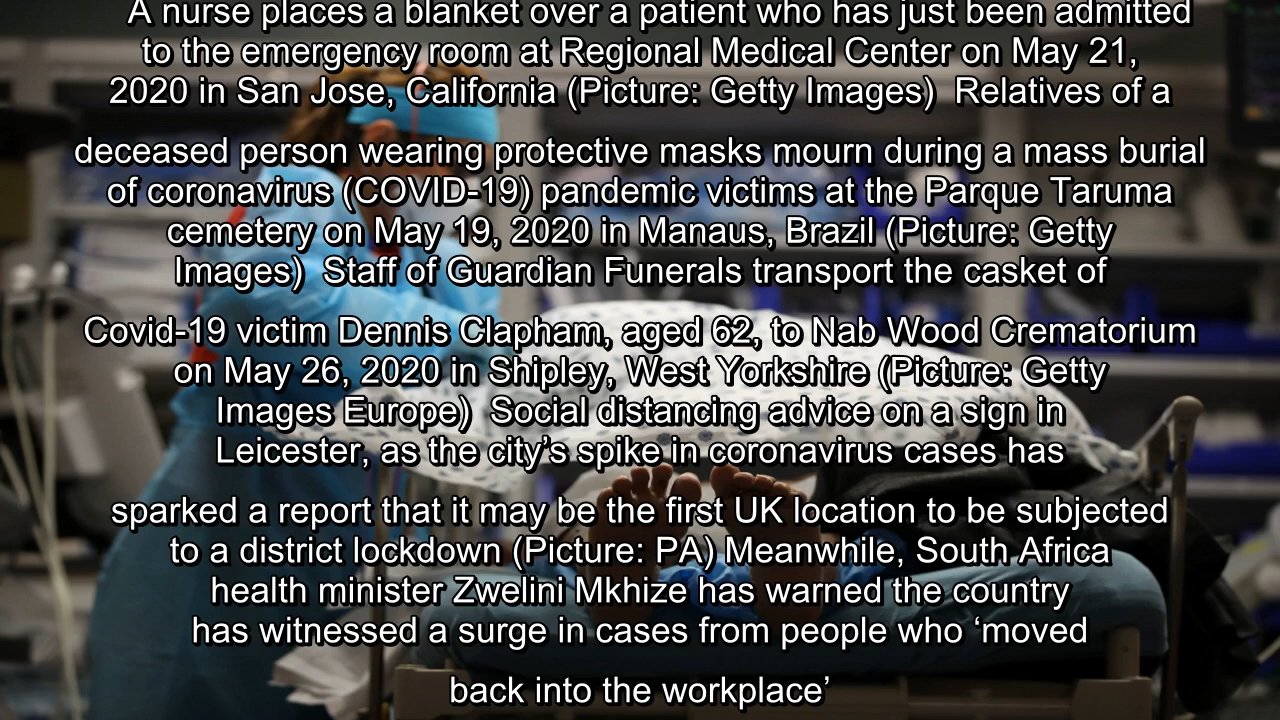 A nurse places a blanket over a patient who has just been admitted
to the emergency room at Regional Medical Center on May 21,
2020 in San Jose, California (Picture: Getty Images)  Relatives of a
deceased person wearing protective masks mourn during a mass burial
of coronavirus (COVID-19) pandemic victims at the Parque Taruma
cemetery on May 19, 2020 in Manaus, Brazil (Picture: Getty
Images)  Staff of Guardian Funerals transport the casket of
Covid-19 victim Dennis Clapham, aged 62, to Nab Wood Crematorium
on May 26, 2020 in Shipley, West Yorkshire (Picture: Getty
Images Europe)  Social distancing advice on a sign in
Leicester, as the city’s spike in coronavirus cases has
sparked a report that it may be the first UK location to be subjected
to a district lockdown (Picture: PA) Meanwhile, South Africa
health minister Zwelini Mkhize has warned the country
has witnessed a surge in cases from people who ‘moved
back into the workplace’